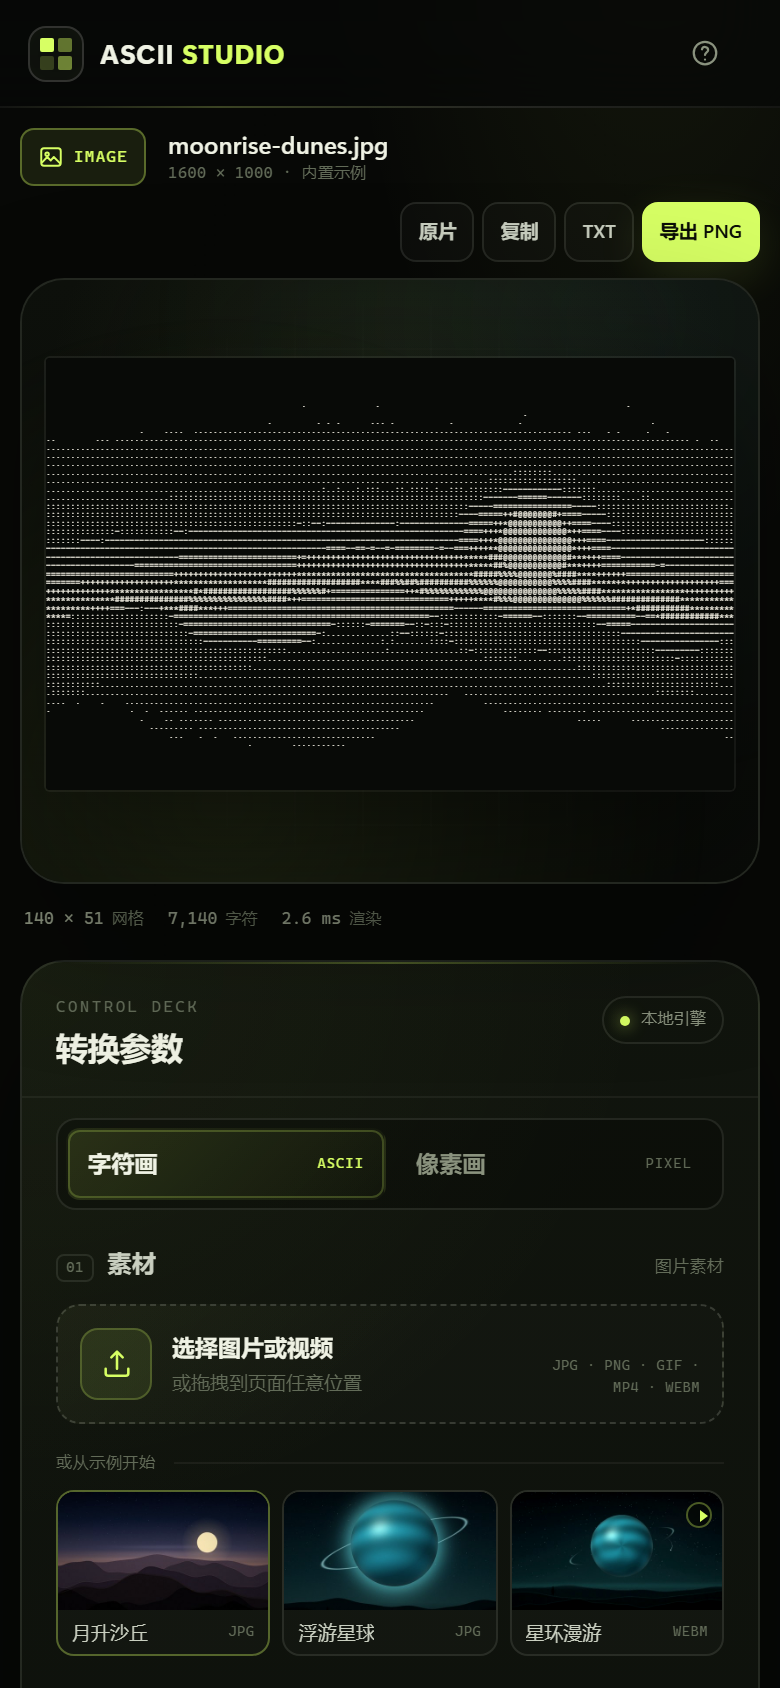 ASCII STUDIO
IMAGE
moonrise-dunes.jpg
1600 × 1000 · 内置示例
原片 复制 TXT 导出 PNG
140 × 51 网格 7,140 字符 2.6 ms 渲染
CONTROL DECK
转换参数
本地引擎
字符画 ASCII 像素画 PIXEL
01 素材 图片素材
选择图片或视频
或拖拽到页面任意位置
JPG · PNG · GIF ·
MP4 · WEBM
或从示例开始
月升沙丘 JPG 浮游星球 JPG 星环漫游 WEBM